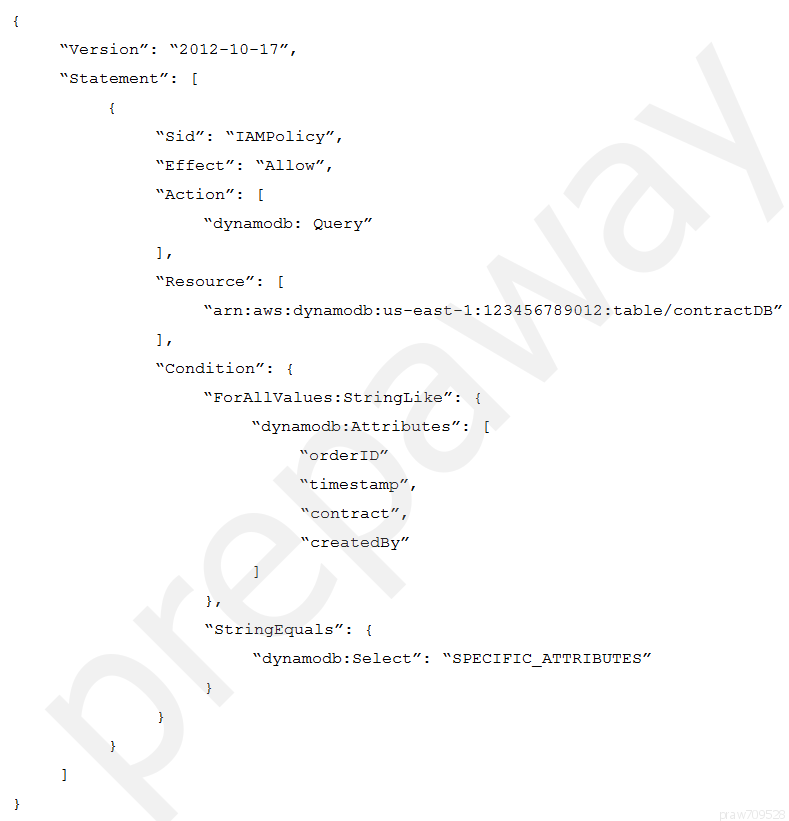 {
“Version”: “2012-10-17”,
“Statement”: [
{
“Sid”: “IAMPolicy”,
“Effect”: “Allow”,
“Action”: [
“dynamodb: Query”
],
“Resource”: [
“arn:aws:dynamodb:us-east-1:123456789012:table/contractDB”
],
“Condition”: {
“ForAllValues:StringLike”: {
“dynamodb:Attributes”: [
“orderID”
“timestamp”,
“contract”,
“createdBy”
]
},
“StringEquals”: {
“dynamodb:Select”: “SPECIFIC_ATTRIBUTES”
}
}
}
]
}
prepaway
praw709528